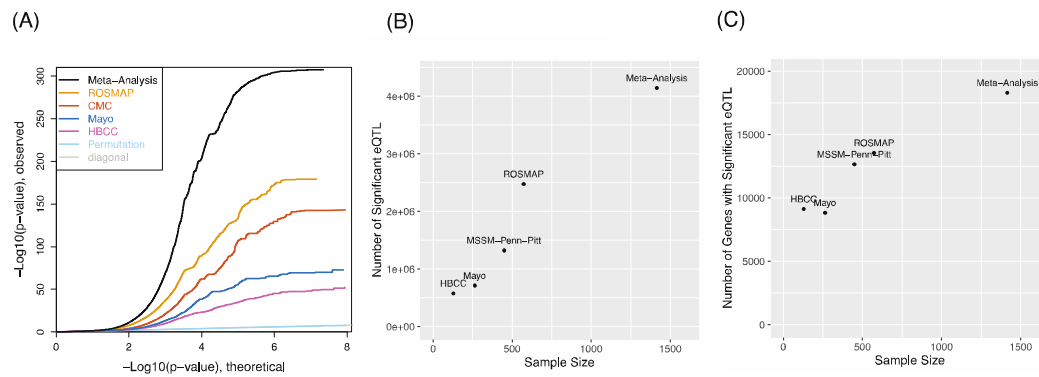 (A)
−Log10(p−value), observed
300
250
200
150
100
50
0
Meta−Analysis
ROSMAP
CMC
Mayo
HBCC
Permutation
diagonal
0 2 4 6 8
−Log10(p−value), theoretical
(B)
Number of Significant eQTL
4e+06
3e+06
2e+06
1e+06
0e+00
Meta−Analysis
ROSMAP
MSSM−Penn−Pitt
Mayo
HBCC
0 500 1000 1500
Sample Size
(C)
Number of Genes with Significant eQTL
20000
15000
10000
5000
0
Meta−Analysis
ROSMAP
MSSM−Penn−Pitt
HBCC
Mayo
0 500 1000 1500
Sample Size